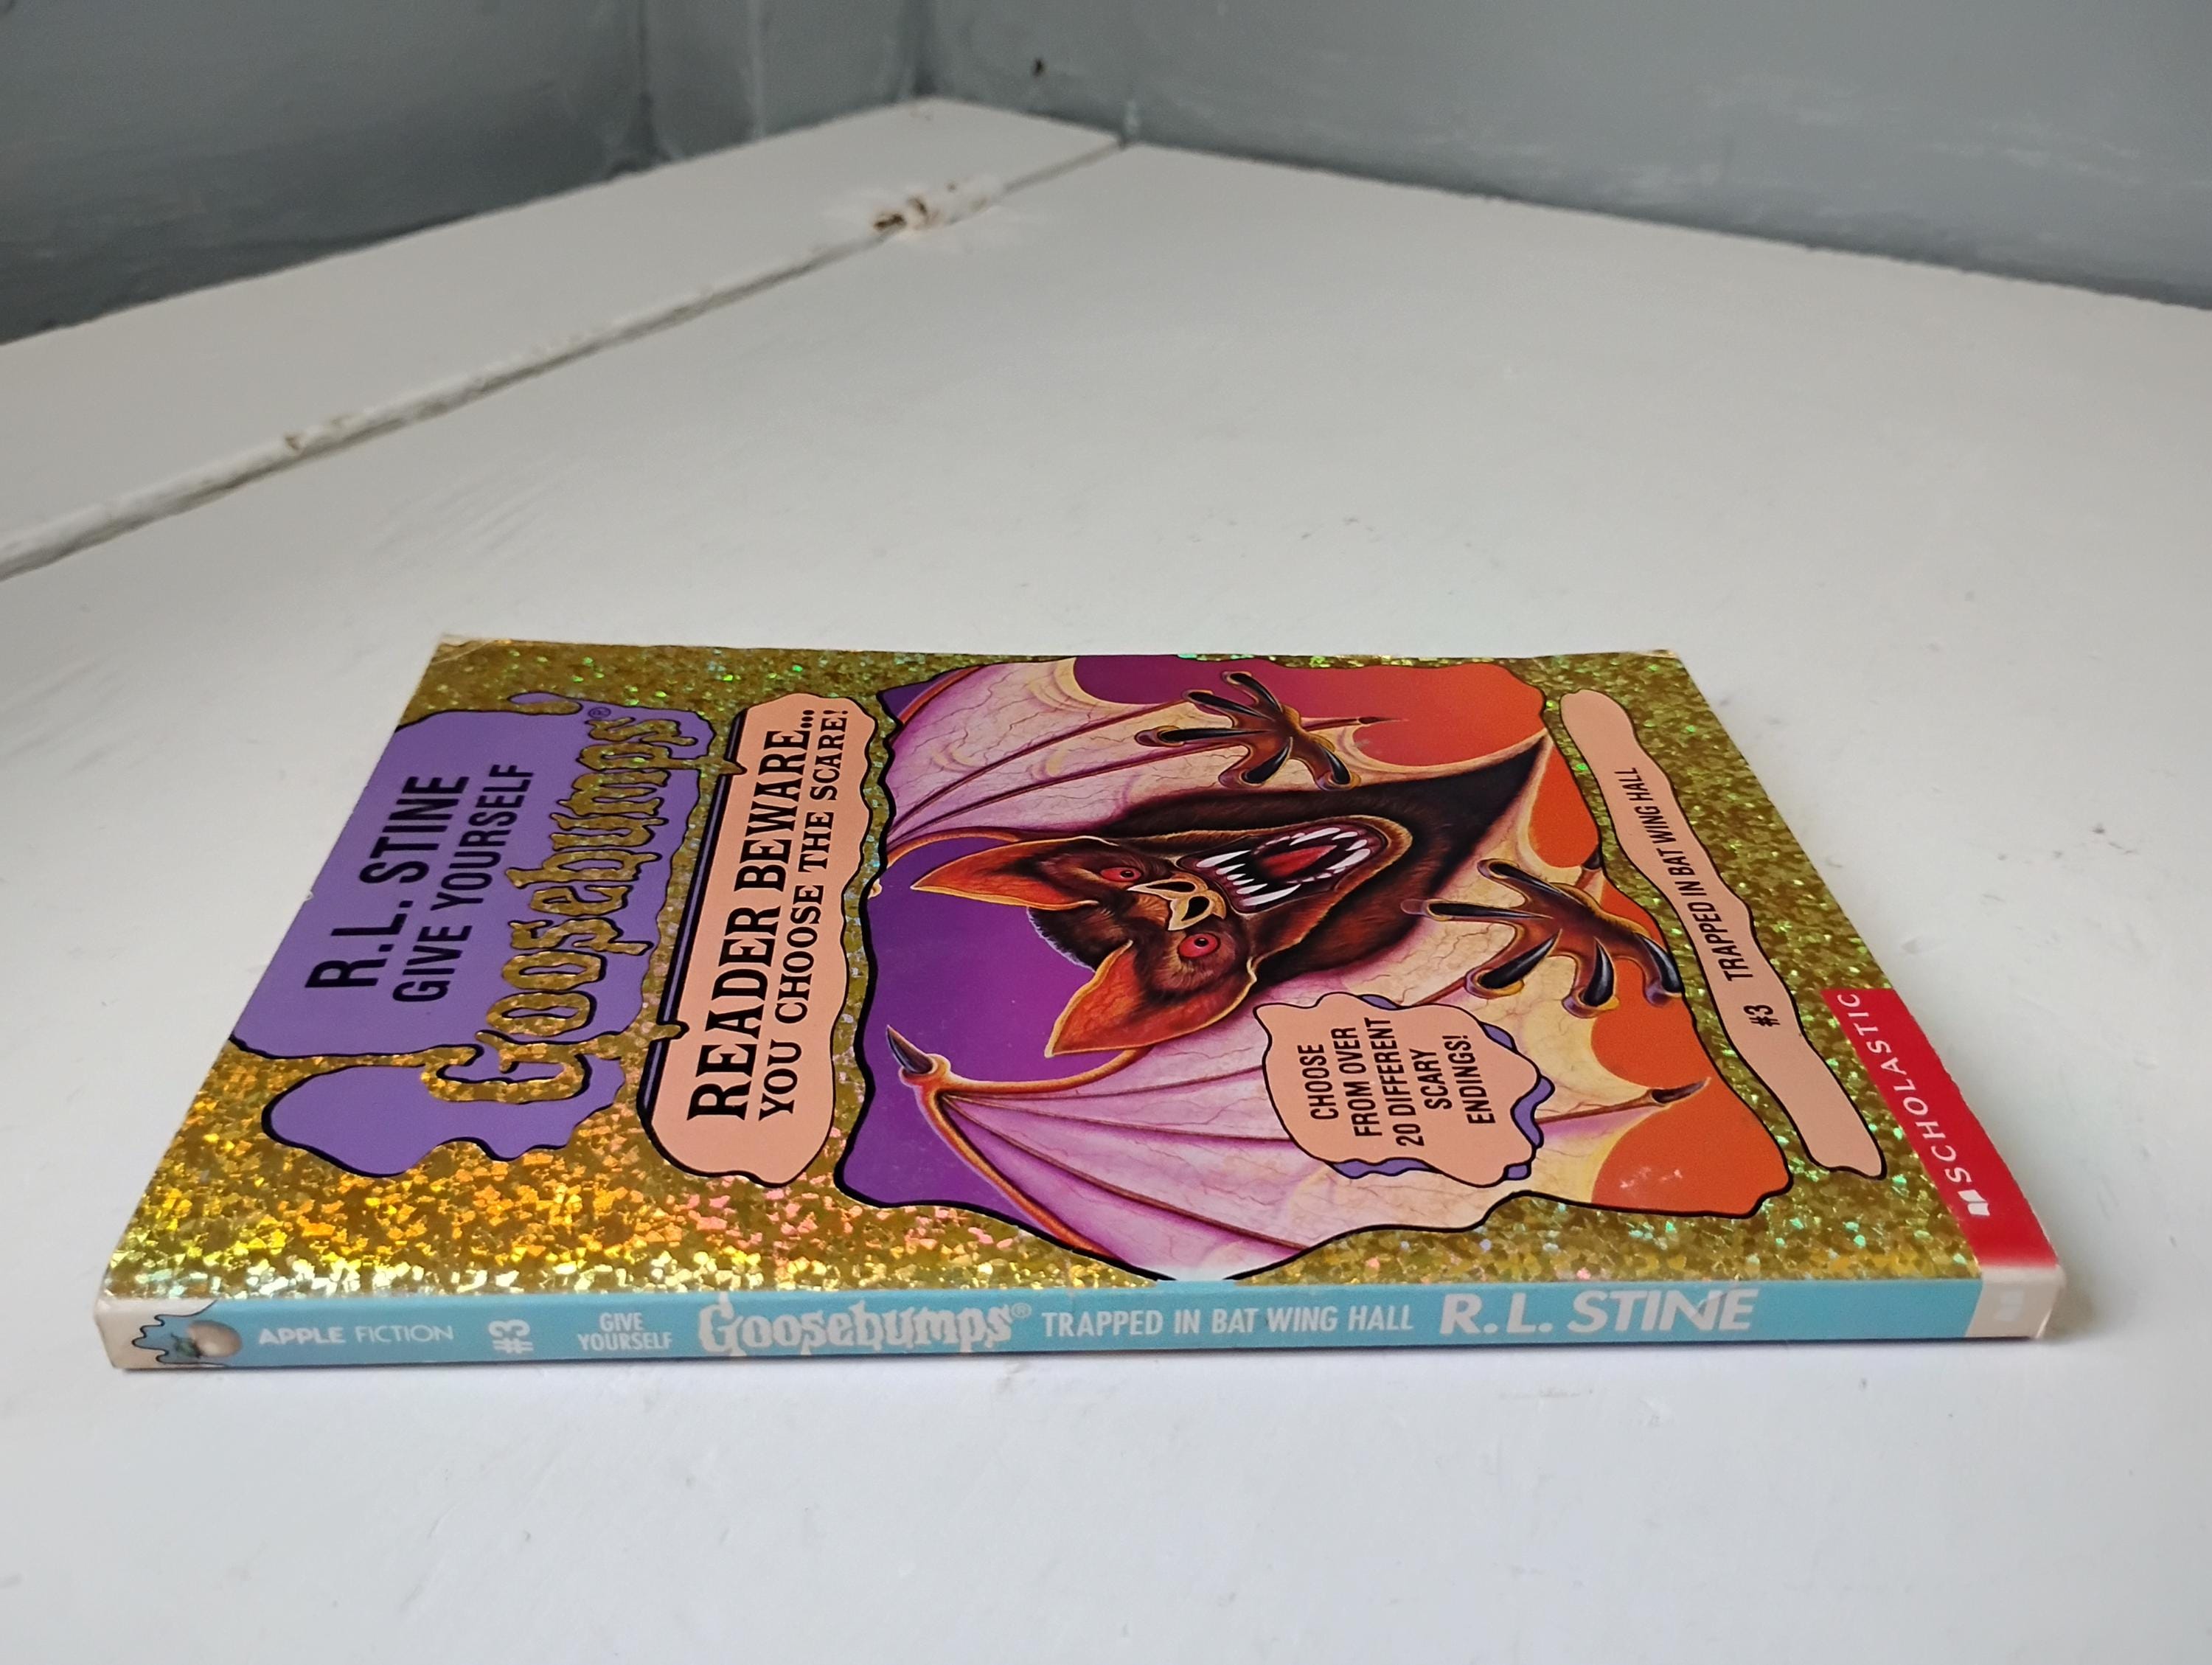 R.L. STINE
GIVE YOURSELF
Goosebumps®
READER BEWARE...
YOU CHOOSE THE SCARE!
CHOOSE
FROM OVER
20 DIFFERENT
SCARY
ENDINGS!
#3 TRAPPED IN BAT WING HALL
SCHOLASTIC
APPLE FICTION
#3
GIVE
YOURSELF
Goosebumps®
TRAPPED IN BAT WING HALL
R.L. STINE